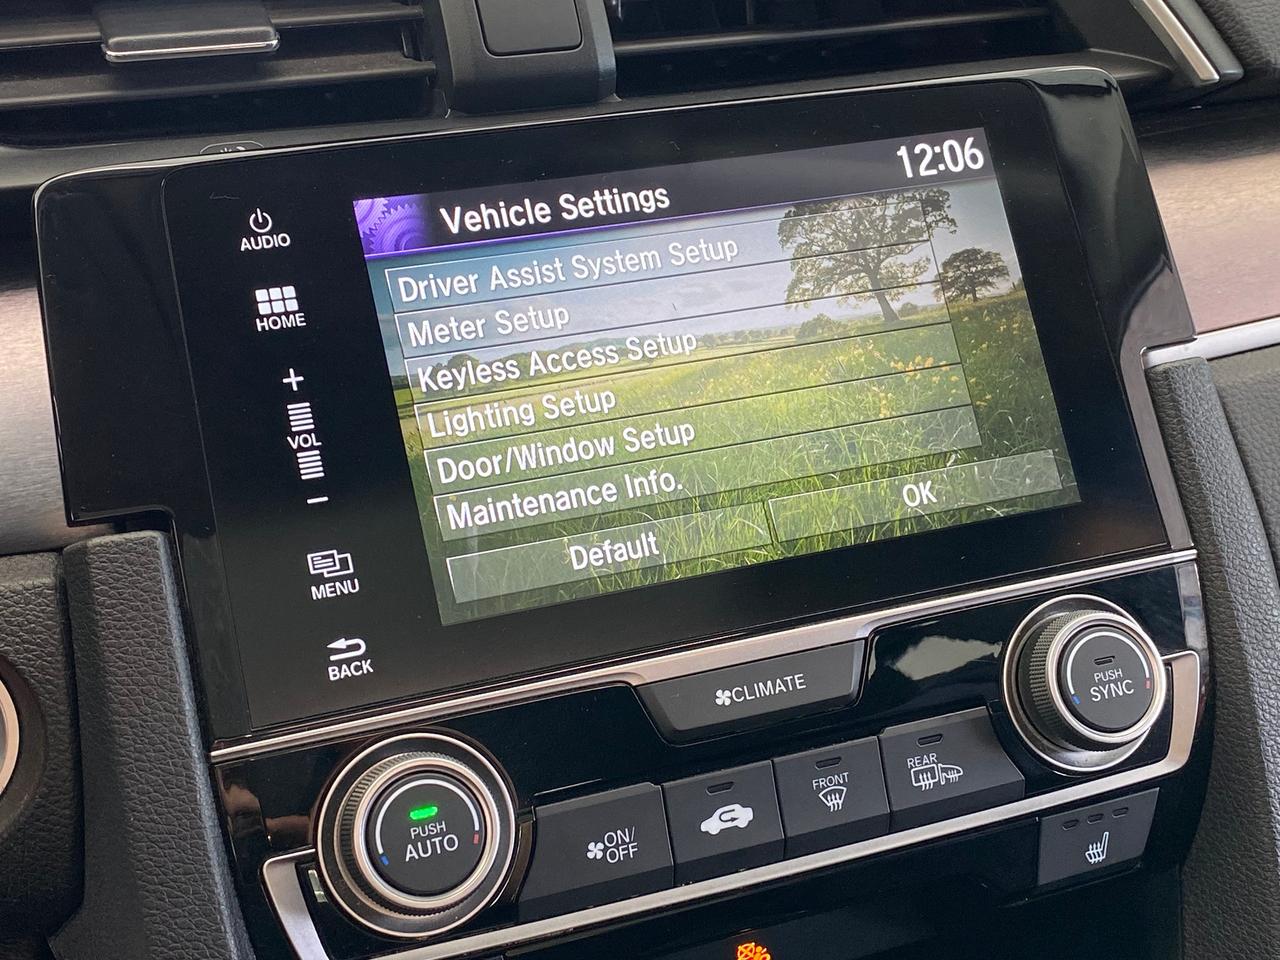 12:06
Vehicle Settings
AUDIO
Driver Assist System Setup
HOME
Meter Setup
Keyless Access Setup
+
VOL
-
Lighting Setup
Door/Window Setup
Maintenance Info.
OK
Default
MENU
BACK
CLIMATE
PUSH
SYNC
REAR
FRONT
ON/
OFF
PUSH
AUTO